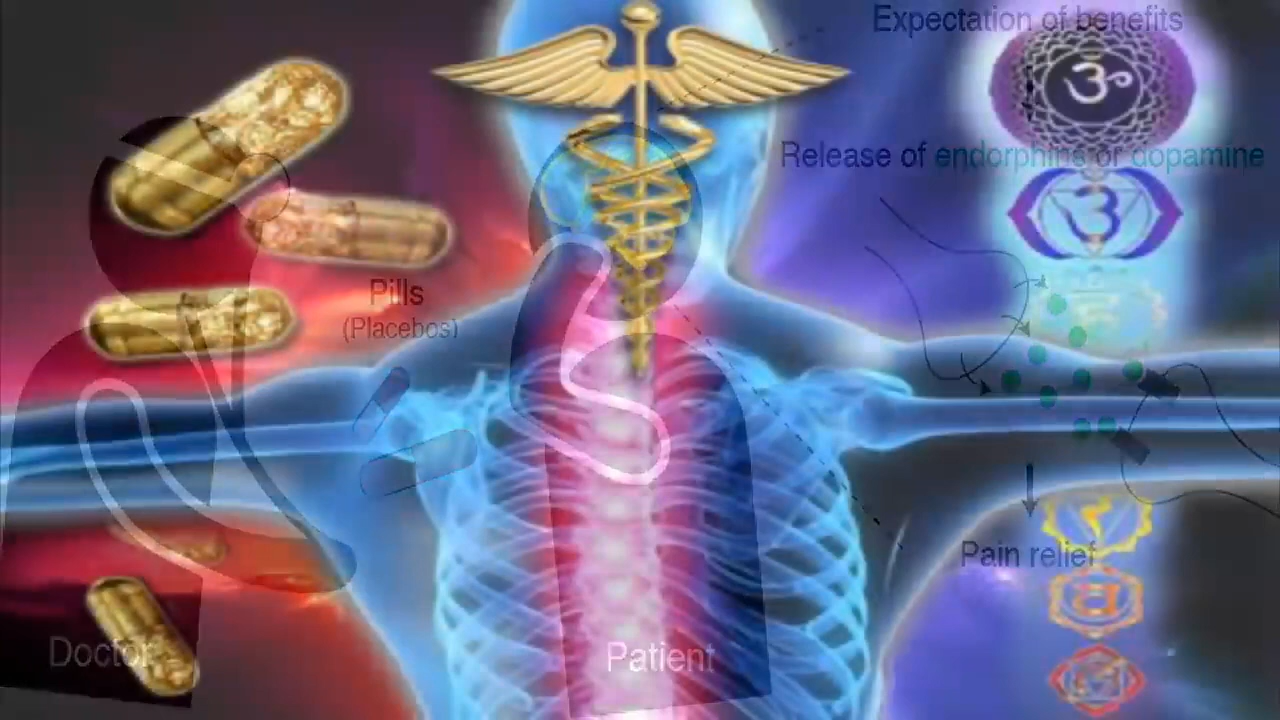 Expectation of benefits
Release of endorphins or dopamine
Pills
(Placebos)
Pain relief
Doctor
Patient